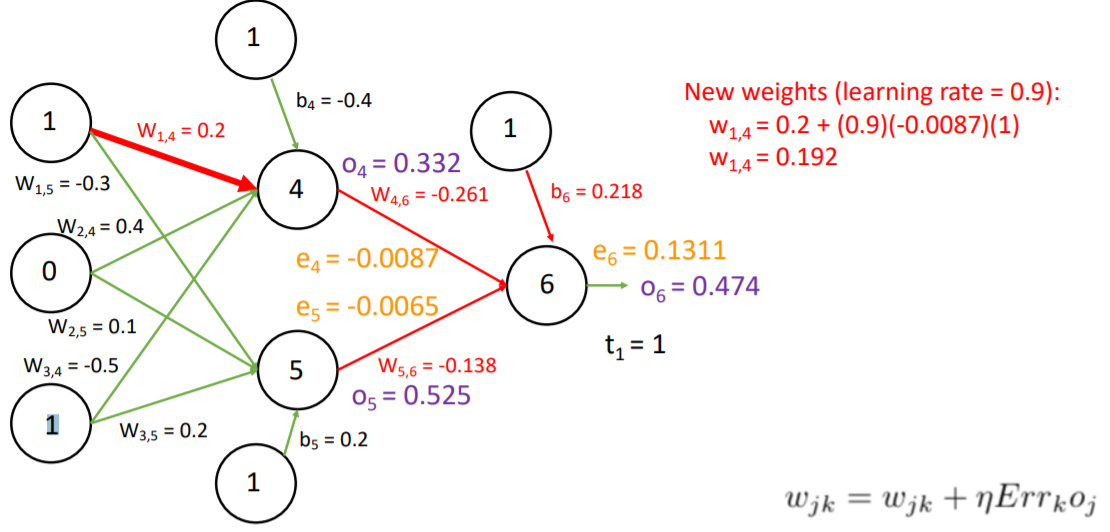 1
b₄ = -0.4
1
w₁,₄ = 0.2
1
New weights (learning rate = 0.9):
w₁,₄ = 0.2 + (0.9)(-0.0087)(1)
w₁,₄ = 0.192
w₁,₅ = -0.3
4
o₄ = 0.332
w₄,₆ = -0.261
b₆ = 0.218
w₂,₄ = 0.4
0
e₄ = -0.0087
e₆ = 0.1311
6
o₆ = 0.474
e₅ = -0.0065
w₂,₅ = 0.1
t₁ = 1
w₃,₄ = -0.5
5
w₅,₆ = -0.138
o₅ = 0.525
1
w₃,₅ = 0.2
b₅ = 0.2
1
wⱼₖ = wⱼₖ + ηErrₖoⱼ